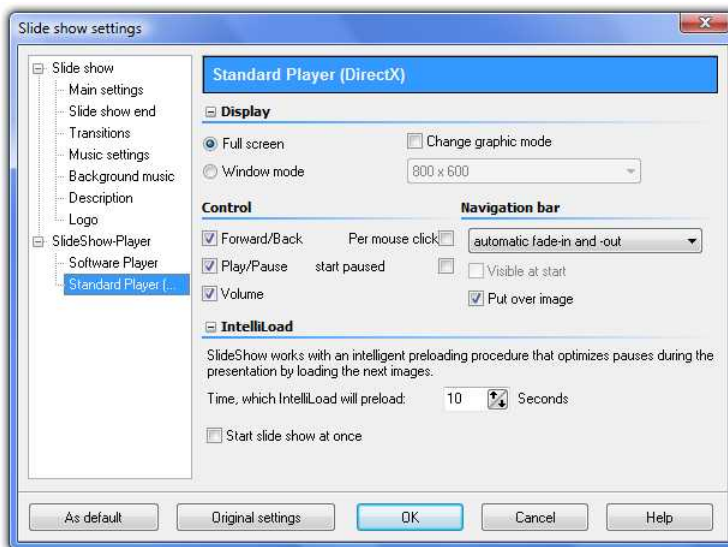 Slide show settings
Slide show
Main settings
Slide show end
Transitions
Music settings
Background music
Description
Logo
SlideShow-Player
Software Player
Standard Player (...
Standard Player (DirectX)
Display
Full screen
Change graphic mode
Window mode
800 x 600
Control
Navigation bar
Forward/Back Per mouse click
automatic fade-in and -out
Play/Pause start paused
Visible at start
Volume
Put over image
IntelliLoad
SlideShow works with an intelligent preloading procedure that optimizes pauses during the
presentation by loading the next images.
Time, which IntelliLoad will preload: 10 Seconds
Start slide show at once
As default
Original settings
OK
Cancel
Help